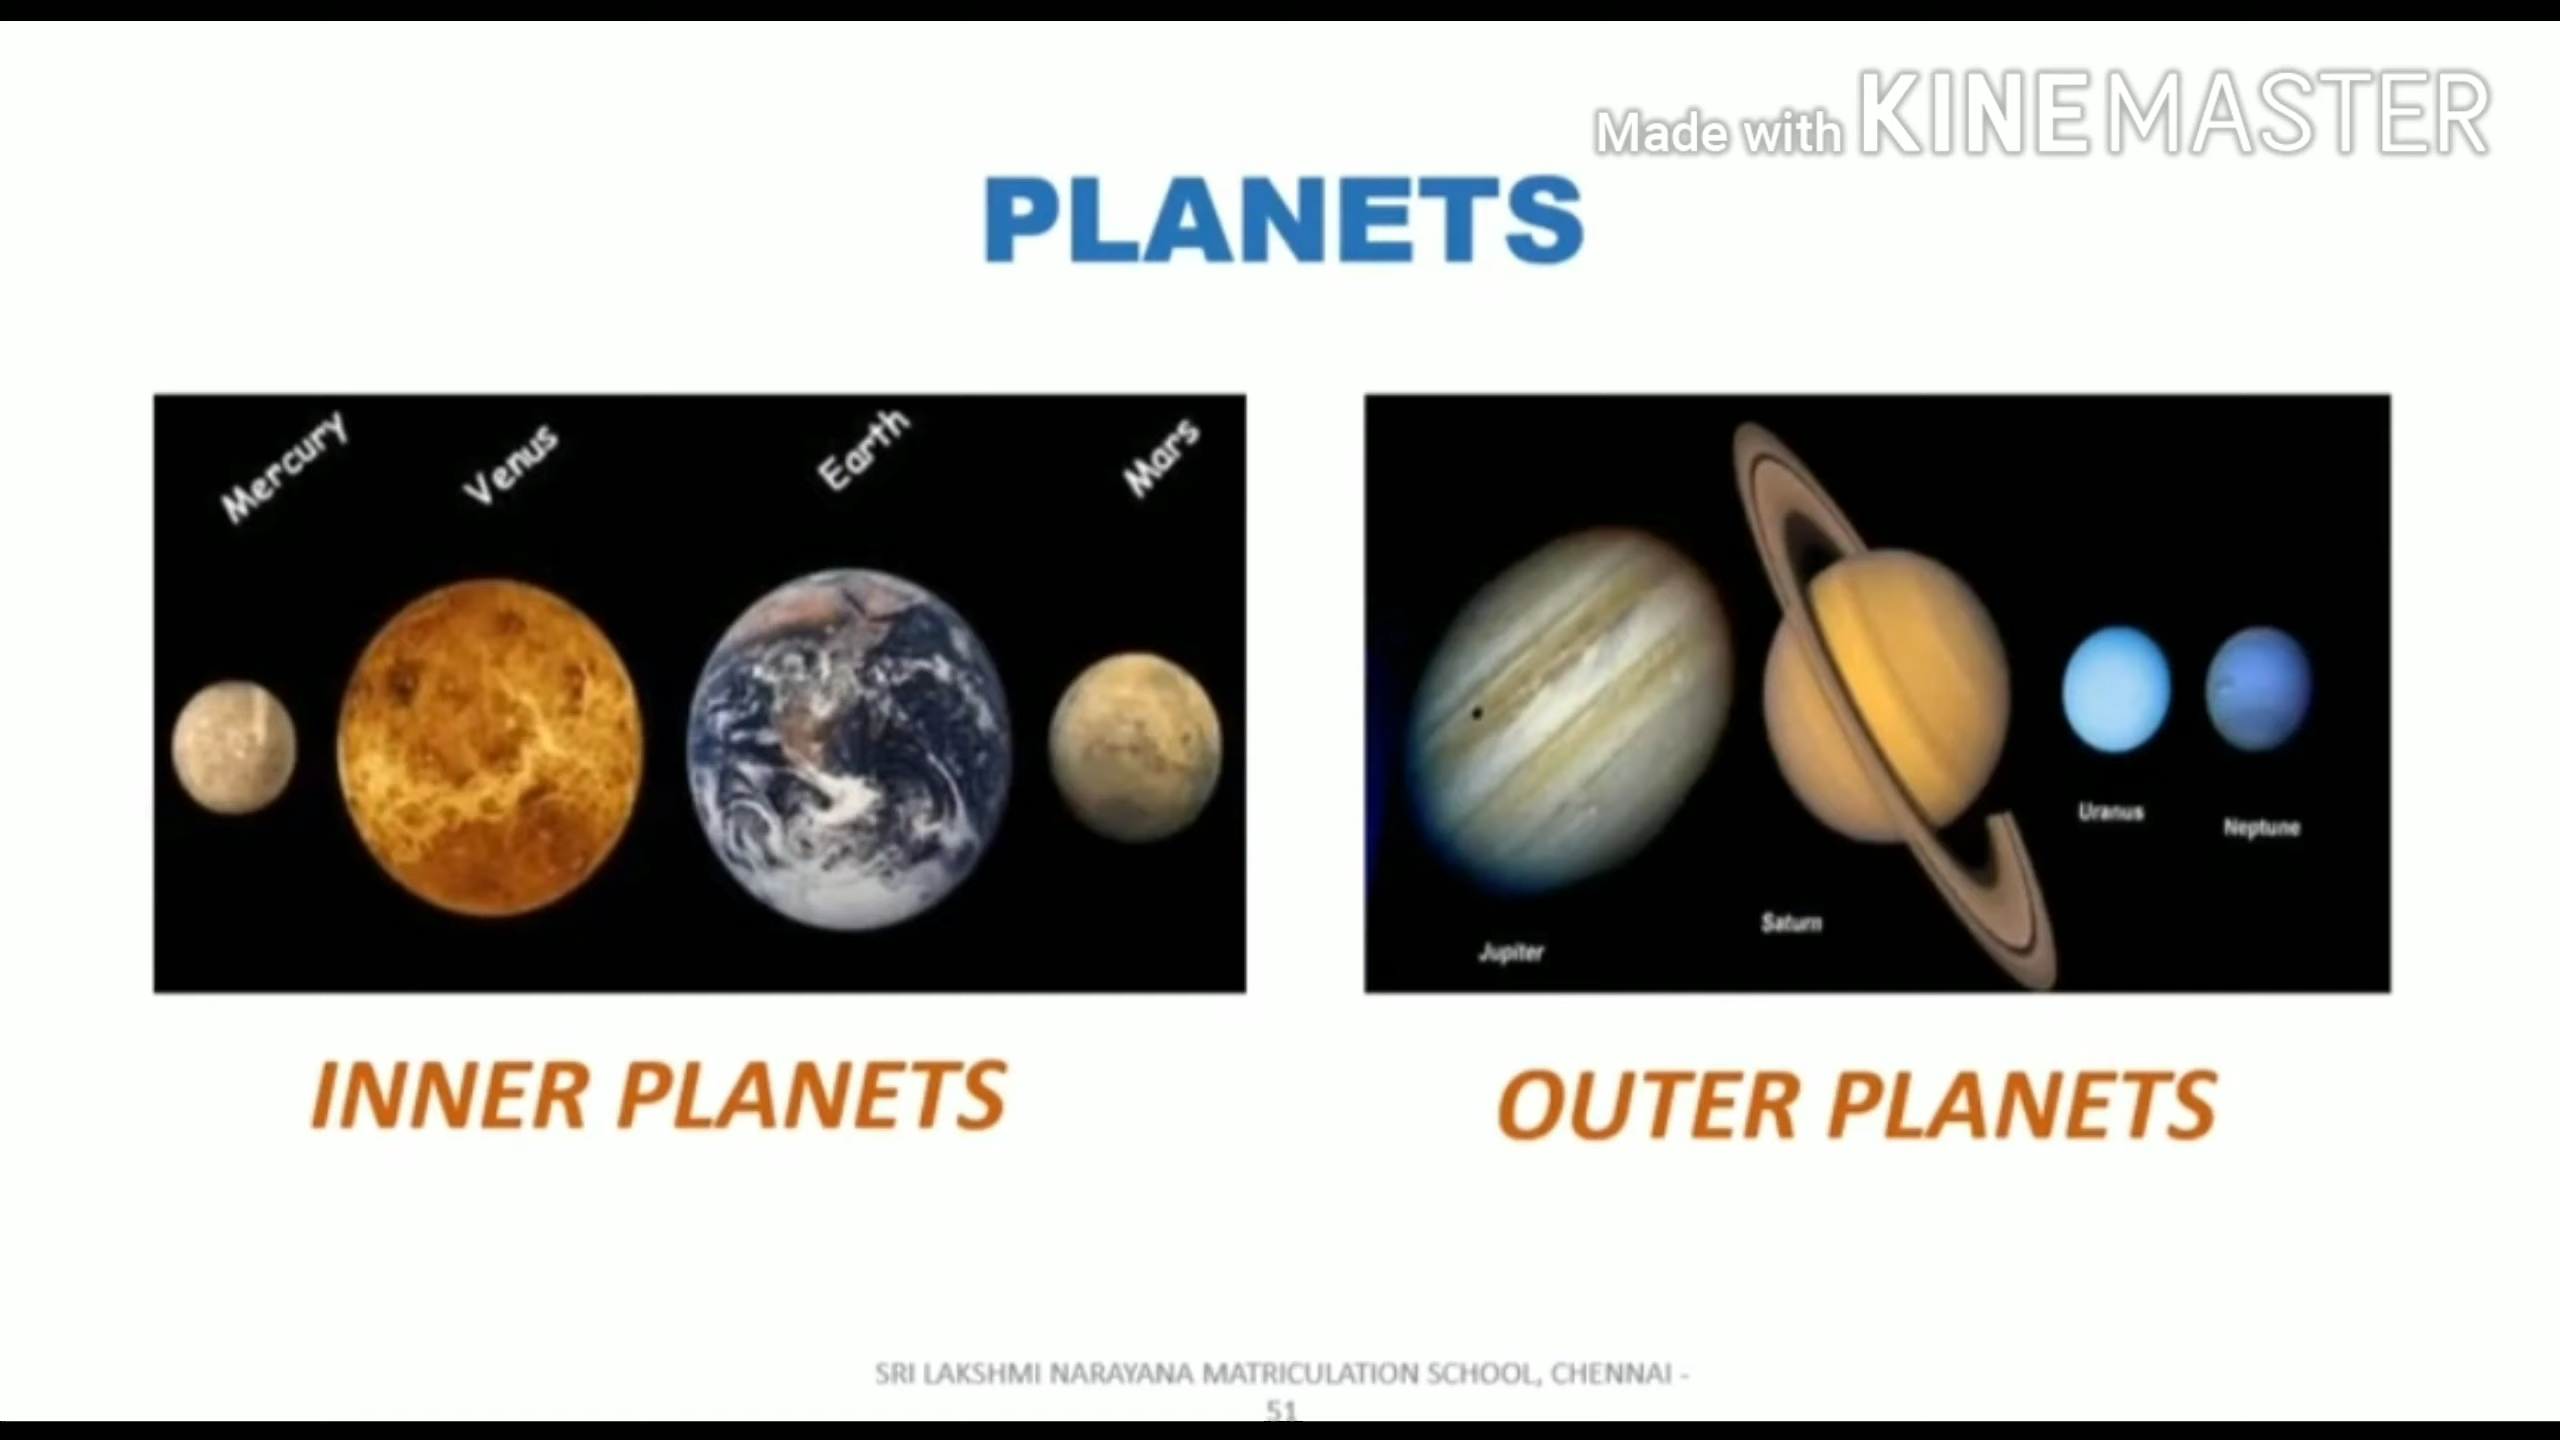 Made with KINEMASTER
PLANETS
Mercury
Venus
Earth
Mars
Jupiter
Saturn
Uranus
Neptune
INNER PLANETS
OUTER PLANETS
SRI LAKSHMI NARAYANA MATRICULATION SCHOOL, CHENNAI -
51